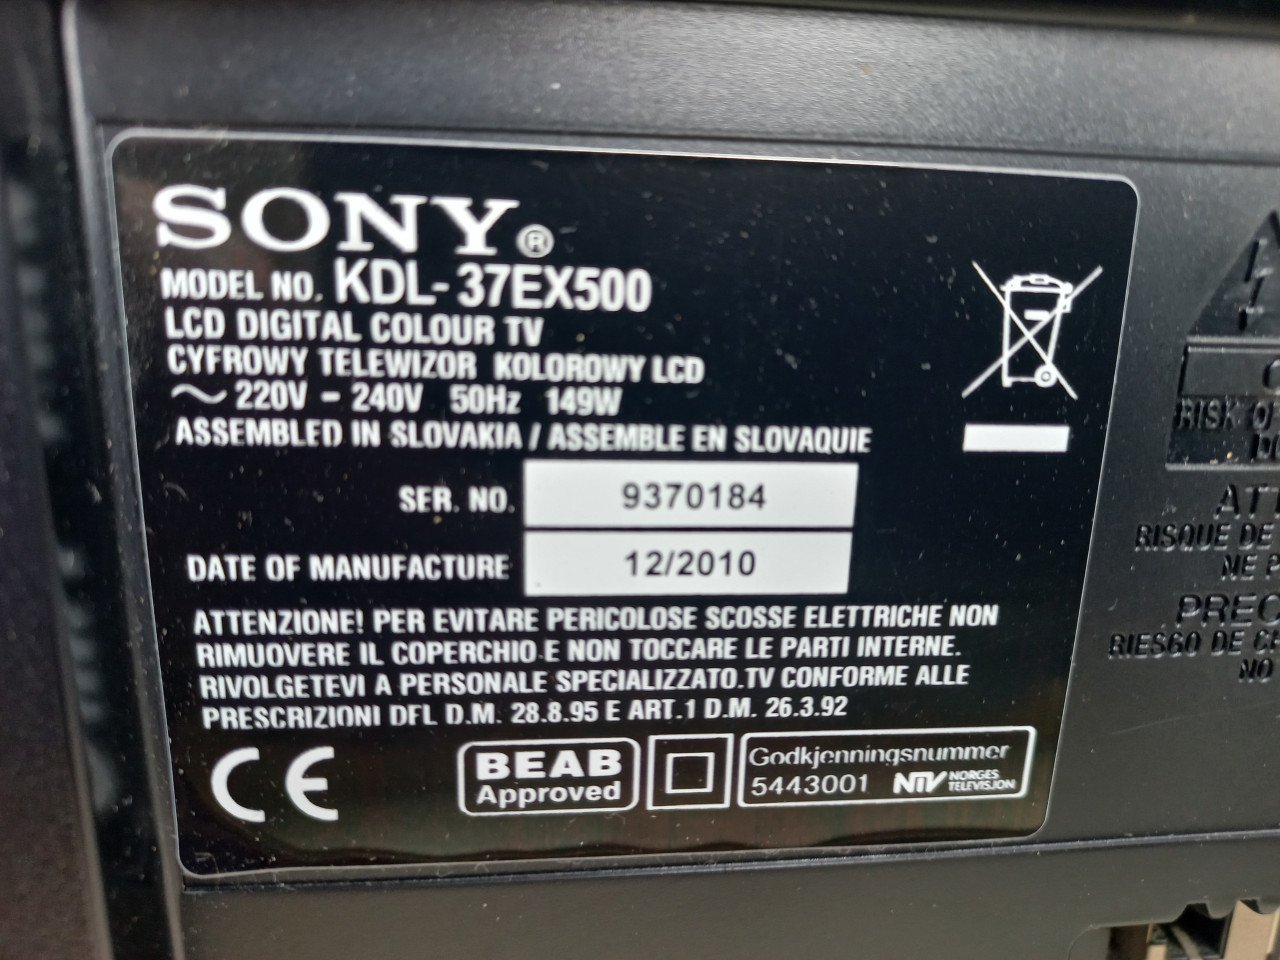 SONY®
MODEL NO. KDL-37EX500
LCD DIGITAL COLOUR TV
CYFROWY TELEWIZOR KOLOROWY LCD
~ 220V - 240V 50Hz 149W
ASSEMBLED IN SLOVAKIA / ASSEMBLE EN SLOVAQUIE
SER. NO. 9370184
DATE OF MANUFACTURE 12/2010
ATTENZIONE! PER EVITARE PERICOLOSE SCOSSE ELETTRICHE NON
RIMUOVERE IL COPERCHIO E NON TOCCARE LE PARTI INTERNE.
RIVOLGETEVI A PERSONALE SPECIALIZZATO.TV CONFORME ALLE
PRESCRIZIONI DEL D.M. 28.8.95 E ART.1 D.M. 26.3.92
CE
BEAB
Approved
Godkjenningsnummer
5443001 NTV NORGES
TELEVISJON
RISK OF
RISQUE DE
RIESGO DE
NO